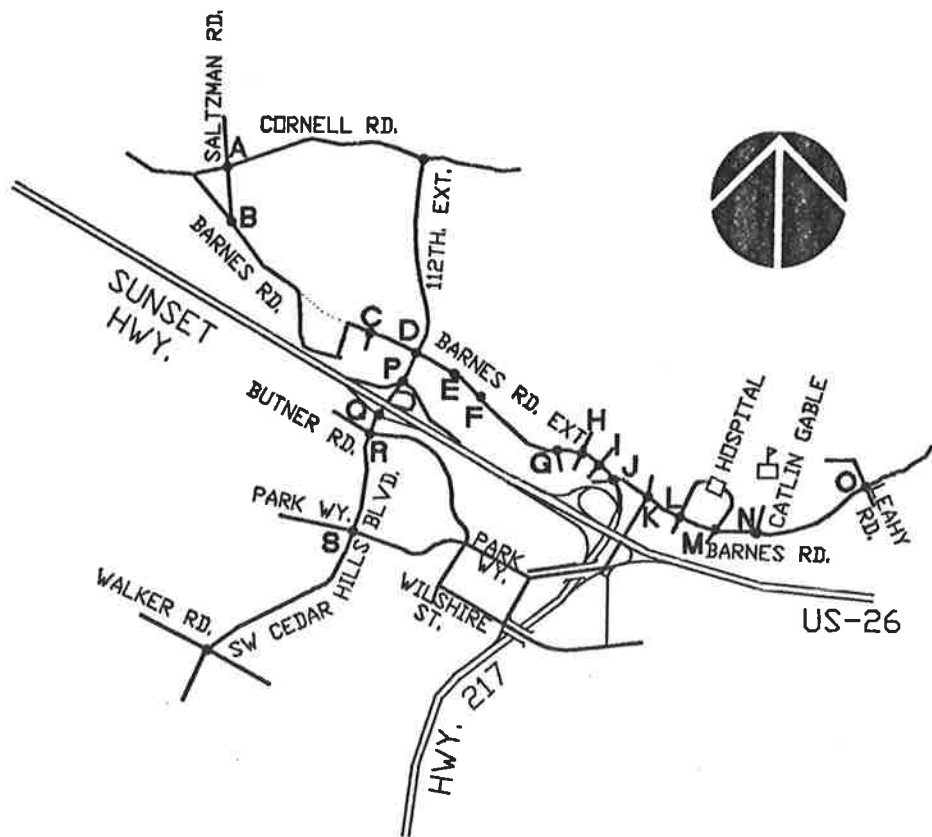 SALTZMAN RD.
CORNELL RD.
A
B
BARNES RD.
112TH. EXT.
SUNSET
HWY.
C
D
BARNES RD. EXT
P
E
F
Q
BUTNER RD.
R
G
H
I
J
K
L
HOSPITAL
M
N
CATLIN GABLE
O
LEAHY
RD.
BARNES RD.
PARK WY.
S
SW CEDAR HILLS BLVD.
PARK
WY.
WALKER RD.
WILSHIRE
ST.
US-26
HWY. 217